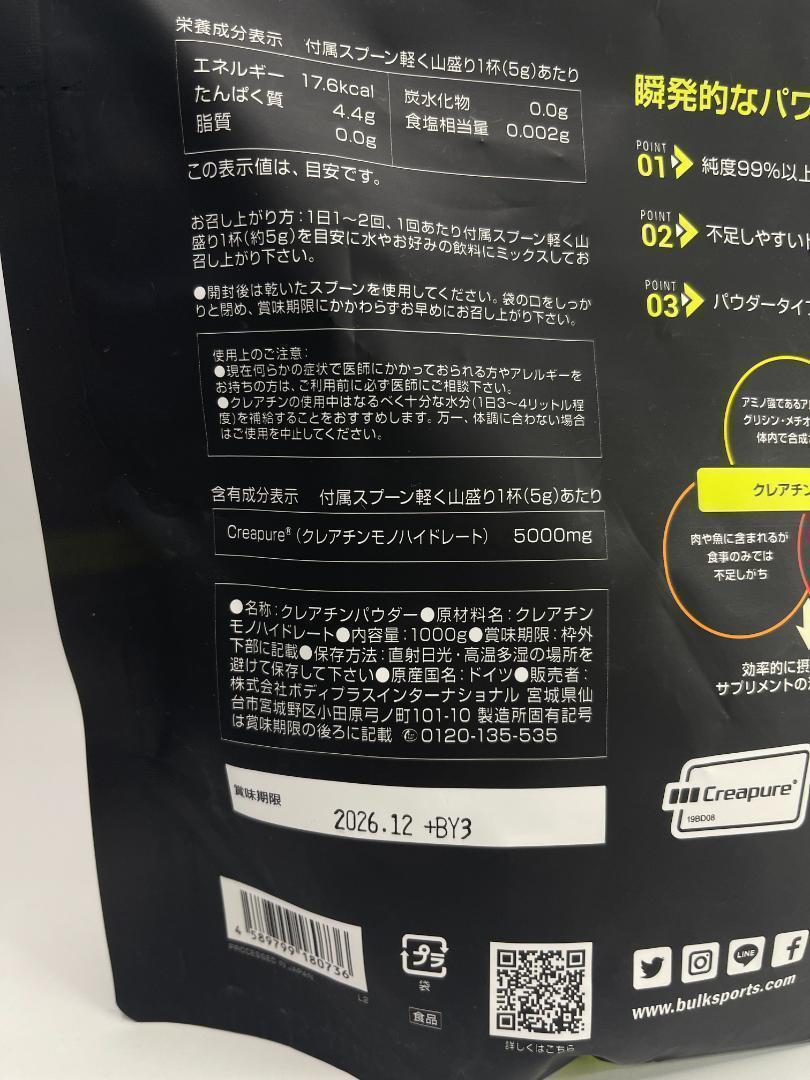 栄養成分表示 付属スプーン軽く山盛り1杯(5g)あたり
エネルギー 17.6kcal
たんぱく質 4.4g
脂質 0.0g
炭水化物 0.0g
食塩相当量 0.002g
この表示値は、目安です。
お召し上がり方:1日1〜2回、1回あたり付属スプーン軽く山
盛り1杯(約5g)を目安に水やお好みの飲料にミックスしてお
召し上がり下さい。
●開封後は乾いたスプーンを使用してください。袋の口をしっか
りと閉め、賞味期限にかかわらずお早めにお召し上がり下さい。
使用上のご注意:
●現在何らかの症状で医師にかかっておられる方やアレルギーを
お持ちの方は、ご利用前に必ず医師にご相談下さい。
●クレアチンの使用中はなるべく十分な水分(1日3〜4リットル程
度)を補給することをおすすめします。万一、体調に合わない場合
はご使用を中止してください。
含有成分表示 付属スプーン軽く山盛り1杯(5g)あたり
Creapure®(クレアチンモノハイドレート) 5000mg
●名称:クレアチンパウダー●原材料名:クレアチン
モノハイドレート●内容量:1000g●賞味期限:枠外
下部に記載●保存方法:直射日光・高温多湿の場所を
避けて保存して下さい●原産国名:ドイツ●販売者:
株式会社ボディプラスインターナショナル 宮城県仙
台市宮城野区小田原弓ノ町101-10 製造所固有記号
は賞味期限の後ろに記載 ✆0120-135-535
賞味期限
2026.12 +BY3
4 589799 180736
PROCESSED IN JAPAN
L2
プラ
袋
食品
詳しくはこちら
瞬発的なパワ
POINT
01 純度99%以上
POINT
02 不足しやすい
POINT
03 パウダータイプ
アミノ酸であるア
グリシン・メチオ
体内で合成
クレアチン
肉や魚に含まれるが
食事のみでは
不足しがち
効率的に摂
サプリメントの
Creapure®
19BD08
LINE
www.bulksports.com